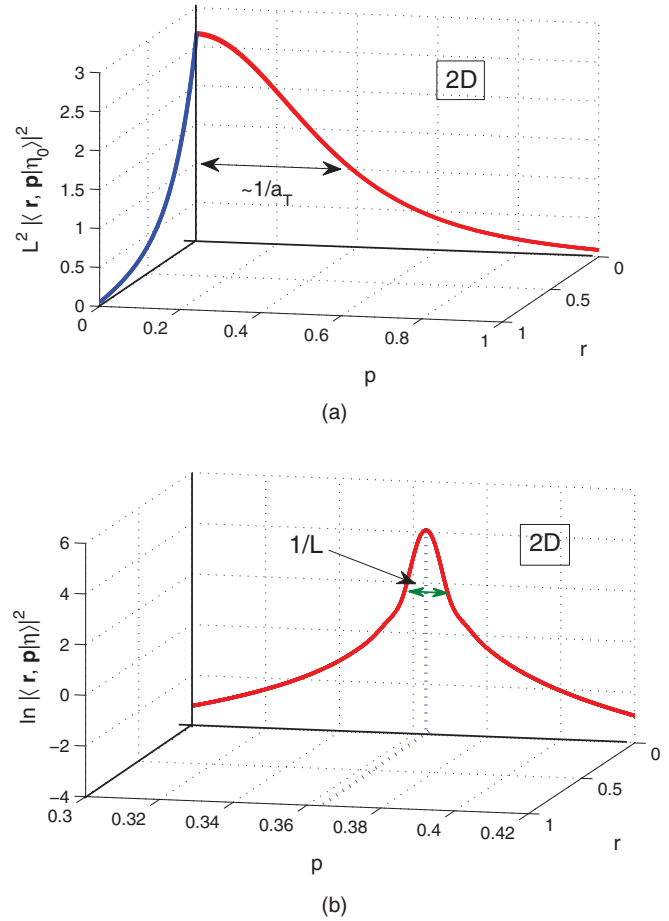 3
2.5
2
1.5
1
0.5
0
L² |⟨ r, p|η₀⟩|²
2D
~1/a_T
0
0.2
0.4
0.6
0.8
1
p
0
0.5
1
r
(a)
6
4
2
0
−2
−4
ln |⟨ r, p|η⟩|²
1/L
2D
0.3
0.32
0.34
0.36
0.38
0.4
0.42
p
0
0.5
1
r
(b)